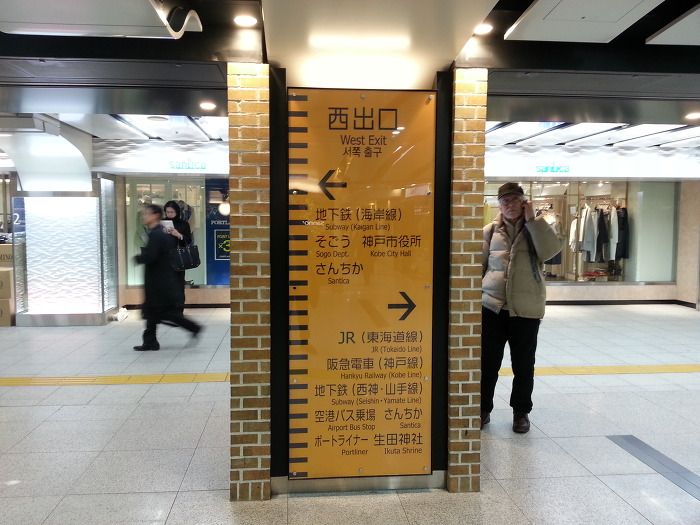 西出口
West Exit
서쪽 출구
←
地下鉄（海岸線）
Subway (Kaigan Line)
そごう 神戸市役所
Sogo Dept. Kobe City Hall
さんちか
Santica
→
JR（東海道線）
JR (Tokaido Line)
阪急電車（神戸線）
Hankyu Railway (Kobe Line)
地下鉄（西神・山手線）
Subway (Seishin・Yamate Line)
空港バス乗場 さんちか
Airport Bus Stop Santica
ポートライナー 生田神社
Portliner Ikuta Shrine
santica
2